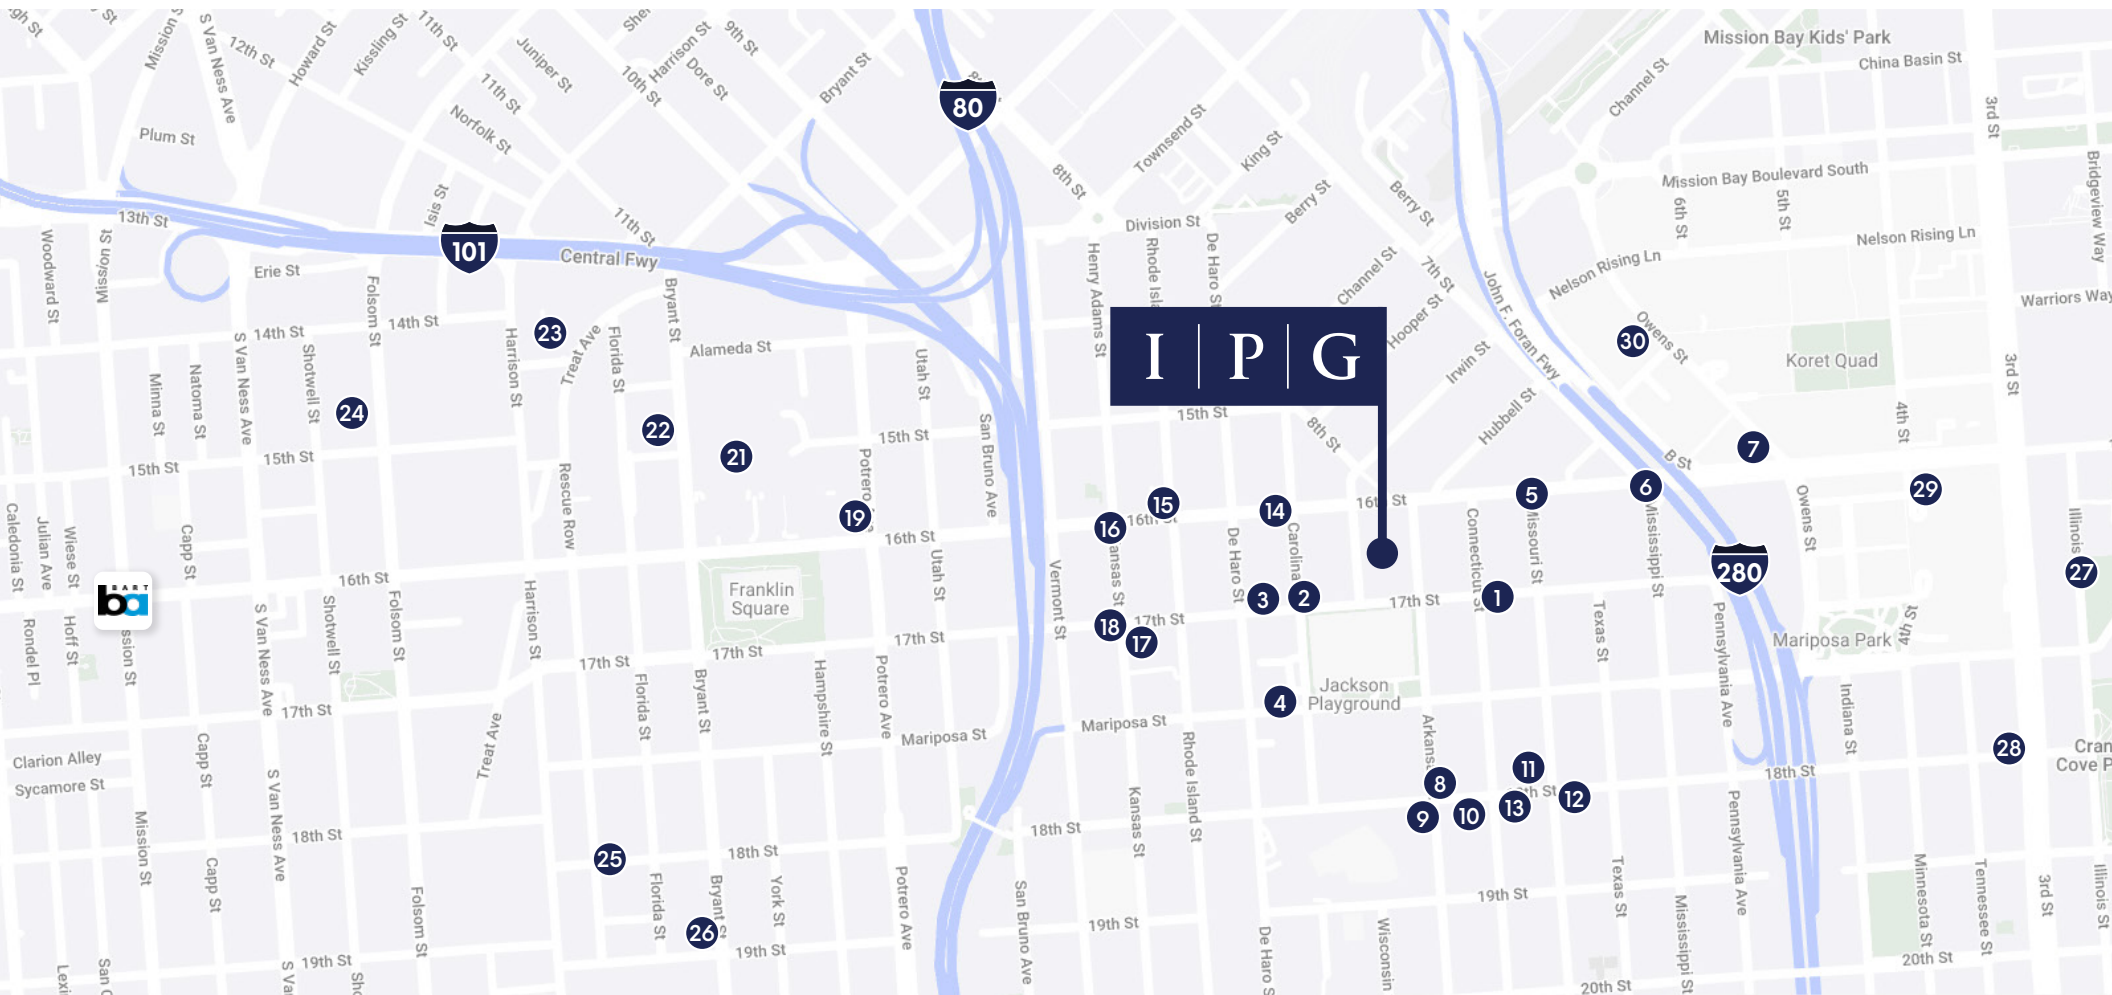 Mission
S Van Ness Ave
12th St
Howard St
Kissling St
11th St
11th St
Juniper St
Norfolk St
10th St
Harrison St
Dore St
9th St
Bryant St
80
8th St
Townsend St
King St
Berry St
Berry St
Mission Bay Kids' Park
China Basin St
Channel St
3rd St
Mission Bay Boulevard South
6th St
5th St
Bridgeview Way
Nelson Rising Ln
Nelson Rising Ln
Warriors Way
Plum St
13th St
Isis St
101
11th St
Central Fwy
Woodward St
Mission St
Erie St
Folsom St
14th St
14th St
Bryant St
Division St
Henry Adams St
De Haro St
Channel St
7th St
Hooper St
John F. Foran Fwy
Irwin St
Hubbell St
Owens St
30
Koret Quad
3rd St
I | P | G
23
Treat Ave
Florida St
Harrison St
Alameda St
Utah St
Minna St
Natoma St
S Van Ness Ave
Shotwell St
24
22
21
15th St
15th St
15th St
15th St
8th St
San Bruno Ave
4th St
7
B St
Caledonia St
Julian Ave
Wiese St
Capp St
Rescue Row
19
16th St
16th St
16th St
15
16
14
5
6
29
Owens St
Illinois
27
BART
ba
Rondel Pl
Hoff St
S Van Ness Ave
Shotwell St
Folsom St
Harrison St
Franklin
Square
Utah St
Vermont St
De Haro St
Carolina
Connecticut St
Mississippi St
280
3
2
1
17th St
18
17
17th St
17th St
17th St
17th St
17th St
Texas St
Pennsylvania Ave
Mariposa Park
4th St
Jackson
Playground
4
Mariposa St
Mariposa St
Florida St
Bryant St
Hampshire St
Potrero Ave
Treat Ave
Clarion Alley
Sycamore St
Capp St
S Van Ness Ave
Rhode Island St
Indiana St
28
18th St
8
9
10
11
13
12
Mission St
18th St
18th St
18th St
25
Kansas St
Pennsylvania Ave
Capp St
Folsom St
Florida St
26
York St
Potrero Ave
San Bruno Ave
19th St
19th St
19th St
19th St
Texas St
Mississippi St
Minnesota St
Tennessee St
3rd St
Illinois St
Wisconsin
20th St
20th St